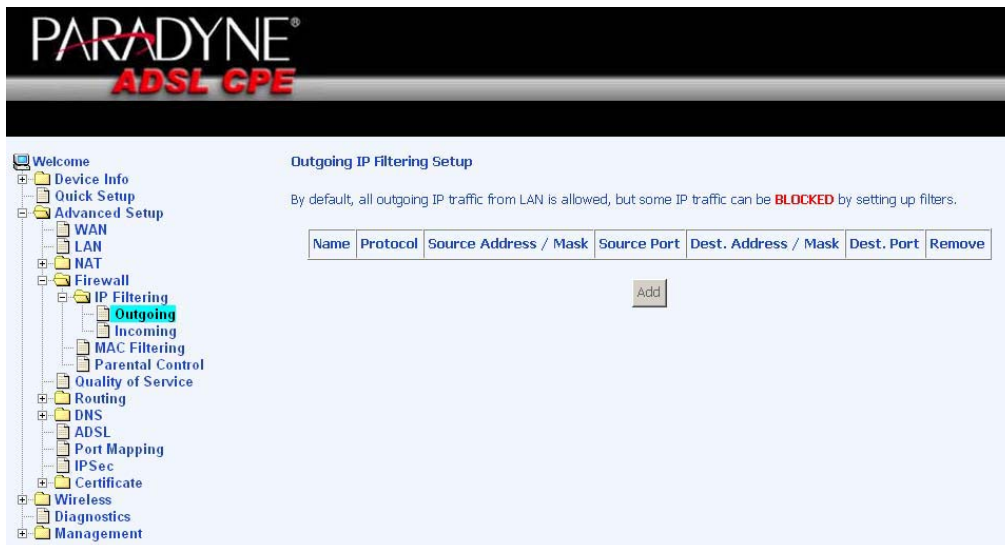 PARADYNE®
ADSL CPE
Welcome
Device Info
Quick Setup
Advanced Setup
WAN
LAN
NAT
Firewall
IP Filtering
Outgoing
Incoming
MAC Filtering
Parental Control
Quality of Service
Routing
DNS
ADSL
Port Mapping
IPSec
Certificate
Wireless
Diagnostics
Management
Outgoing IP Filtering Setup
By default, all outgoing IP traffic from LAN is allowed, but some IP traffic can be BLOCKED by setting up filters.
Name Protocol Source Address / Mask Source Port Dest. Address / Mask Dest. Port Remove
Add